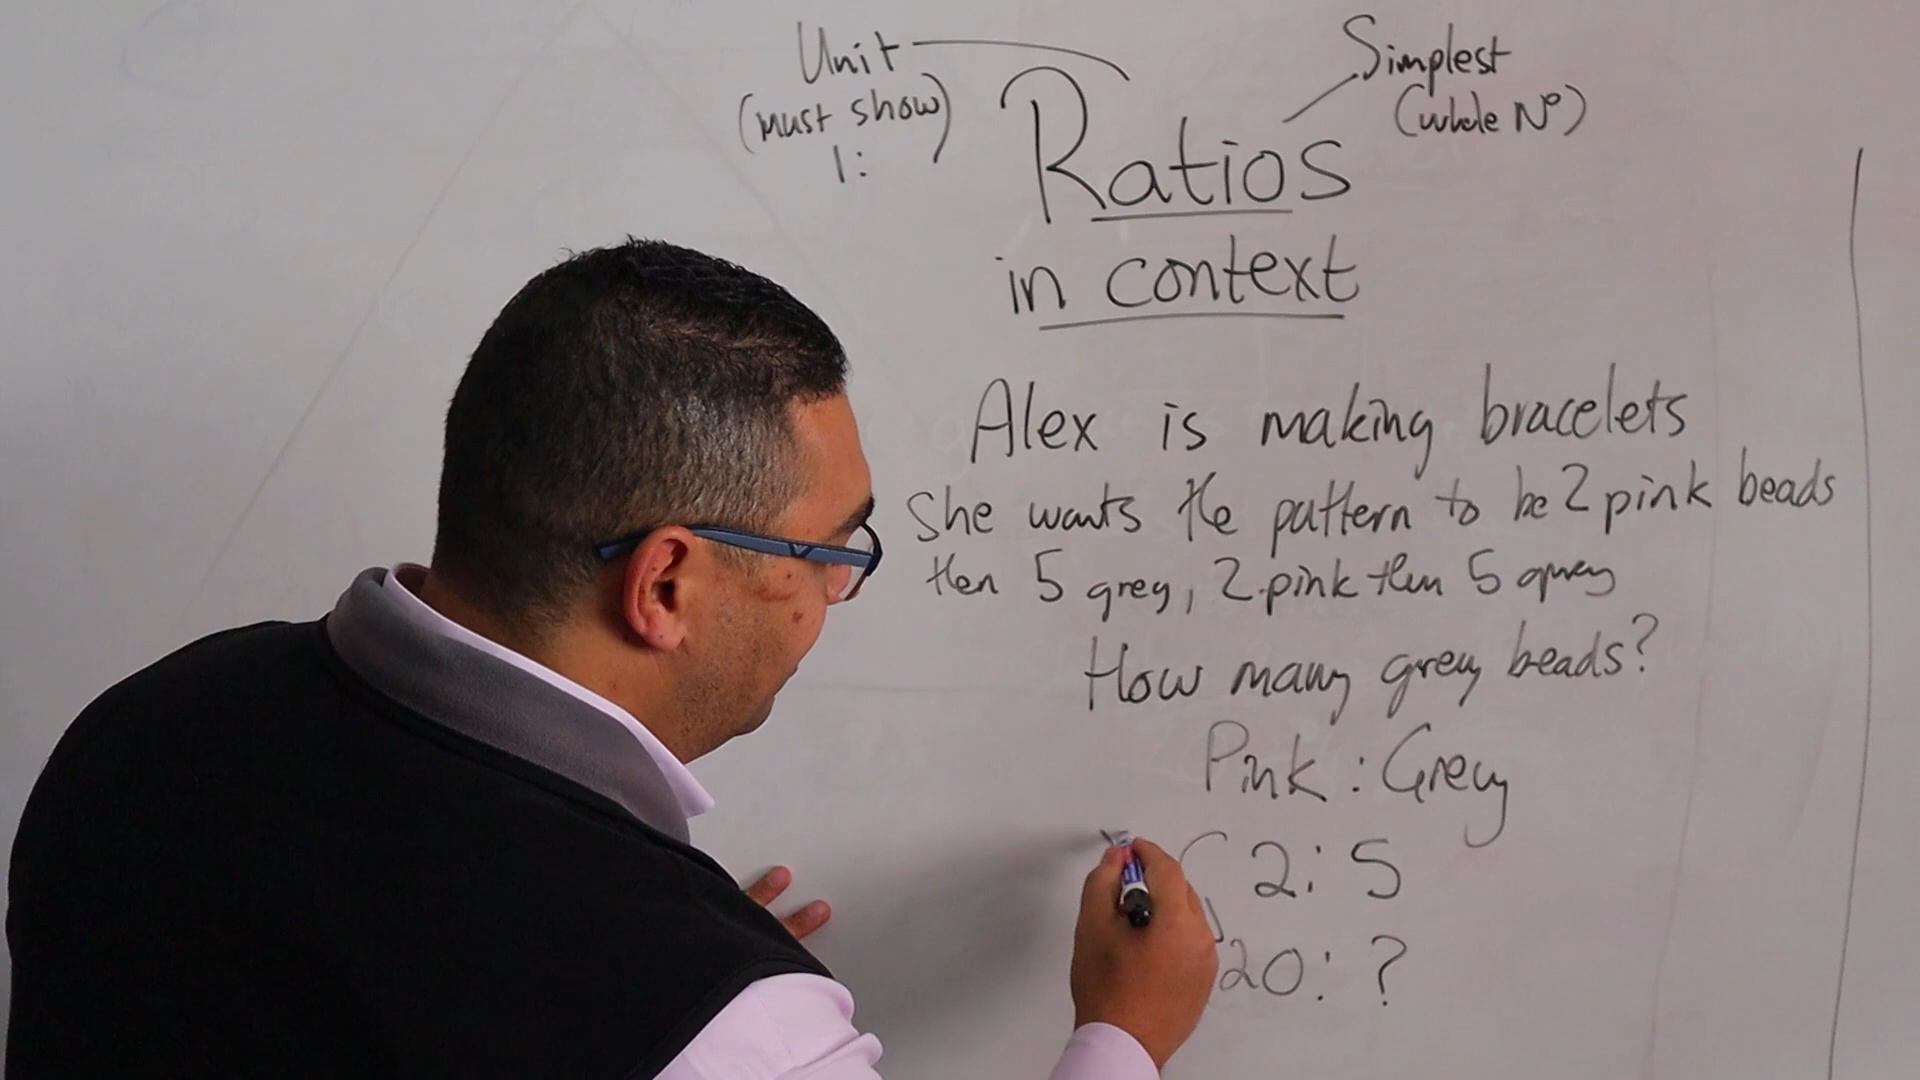 Unit
(must show)
1:
Simplest
(whole Nº)
Ratios
in context
Alex is making bracelets
She wants the pattern to be 2 pink beads
then 5 grey, 2 pink then 5 grey
How many grey beads?
Pink : Grey
2 : 5
20 : ?